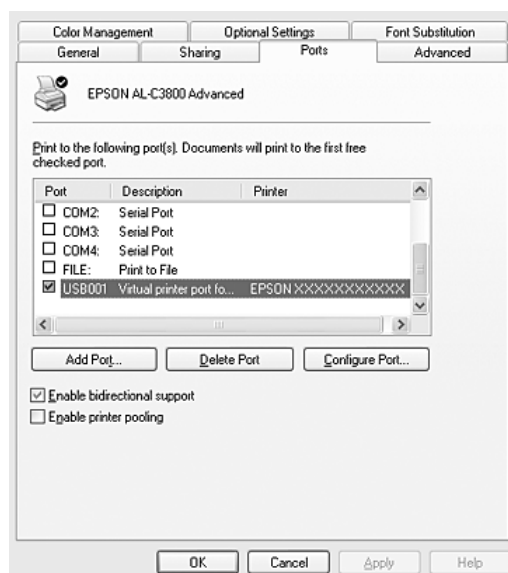 Color Management Optional Settings Font Substitution
General Sharing Ports Advanced
EPSON AL-C3800 Advanced
Print to the following port(s). Documents will print to the first free
checked port.
Port Description Printer
COM2: Serial Port
COM3: Serial Port
COM4: Serial Port
FILE: Print to File
USB001 Virtual printer port fo... EPSON XXXXXXXXXXX
Add Port... Delete Port Configure Port...
Enable bidirectional support
Enable printer pooling
OK Cancel Apply Help